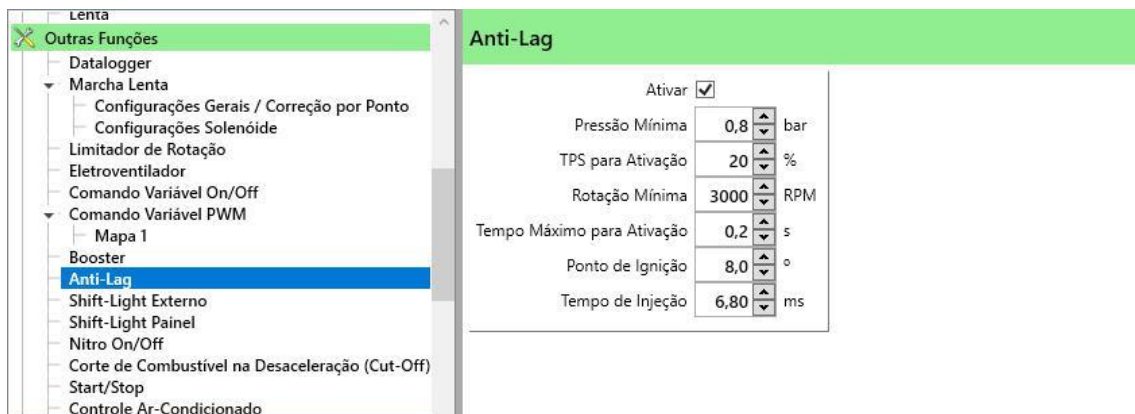 Lenta
Outras Funções
Datalogger
Marcha Lenta
Configurações Gerais / Correção por Ponto
Configurações Solenóide
Limitador de Rotação
Eletroventilador
Comando Variável On/Off
Comando Variável PWM
Mapa 1
Booster
Anti-Lag
Shift-Light Externo
Shift-Light Painel
Nitro On/Off
Corte de Combustível na Desaceleração (Cut-Off)
Start/Stop
Controle Ar-Condicionado
Anti-Lag
Ativar
Pressão Mínima 0,8 bar
TPS para Ativação 20 %
Rotação Mínima 3000 RPM
Tempo Máximo para Ativação 0,2 s
Ponto de Ignição 8,0 º
Tempo de Injeção 6,80 ms